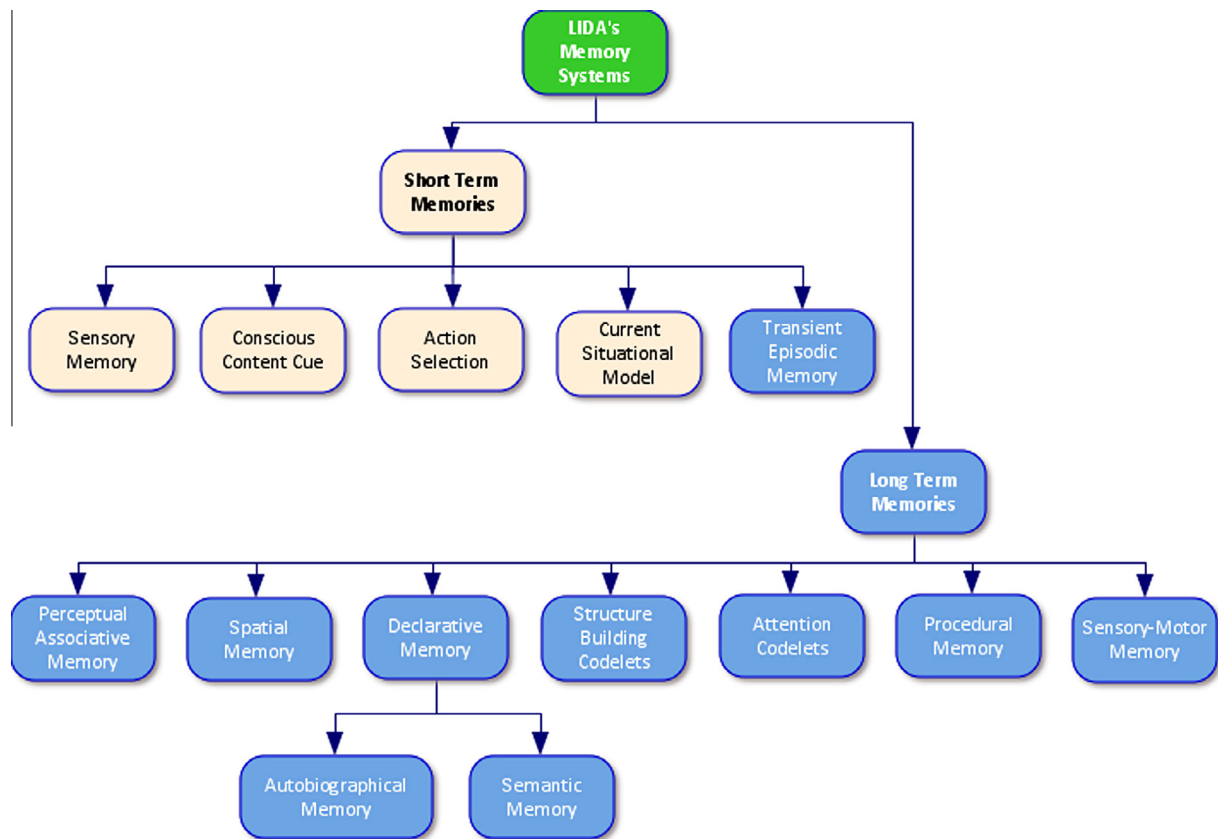 LIDA's
Memory
Systems
Short Term
Memories
Sensory
Memory
Conscious
Content Cue
Action
Selection
Current
Situational
Model
Transient
Episodic
Memory
Long Term
Memories
Perceptual
Associative
Memory
Spatial
Memory
Declarative
Memory
Structure
Building
Codelets
Attention
Codelets
Procedural
Memory
Sensory-Motor
Memory
Autobiographical
Memory
Semantic
Memory